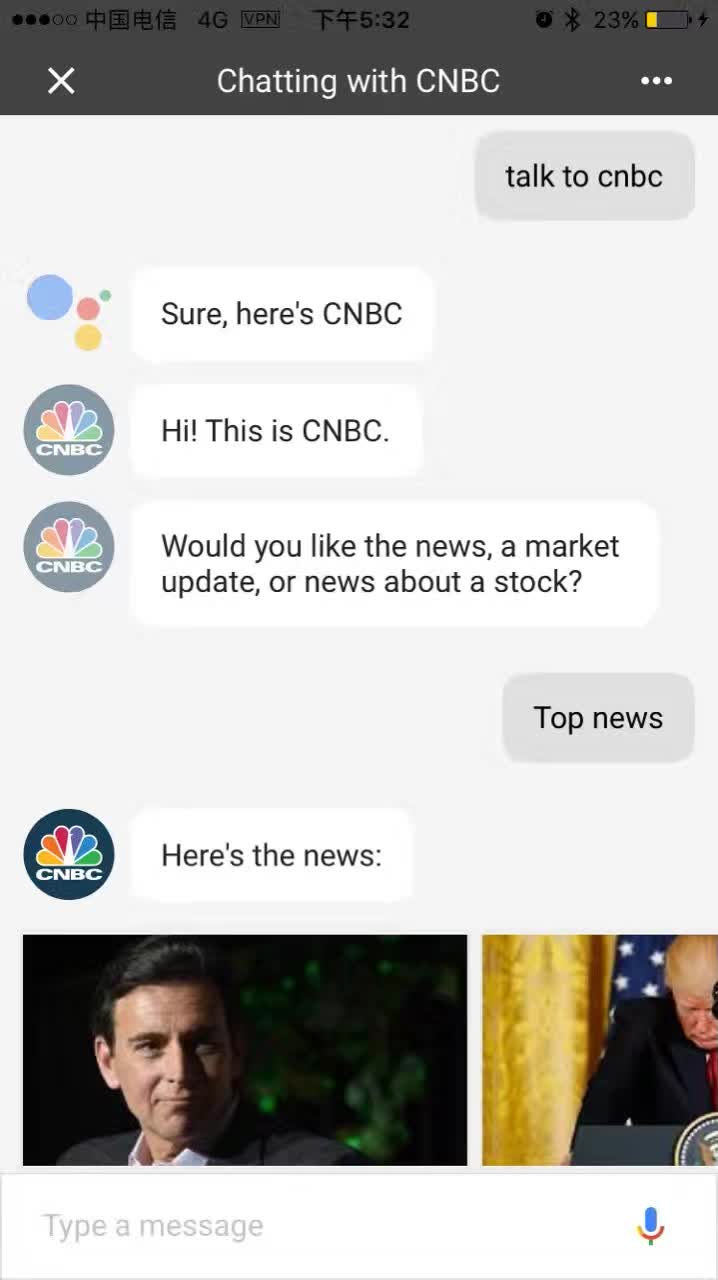 中国电信 4G VPN 下午5:32 23%
Chatting with CNBC
talk to cnbc
Sure, here's CNBC
CNBC
Hi! This is CNBC.
CNBC
Would you like the news, a market
update, or news about a stock?
Top news
CNBC
Here's the news:
Type a message